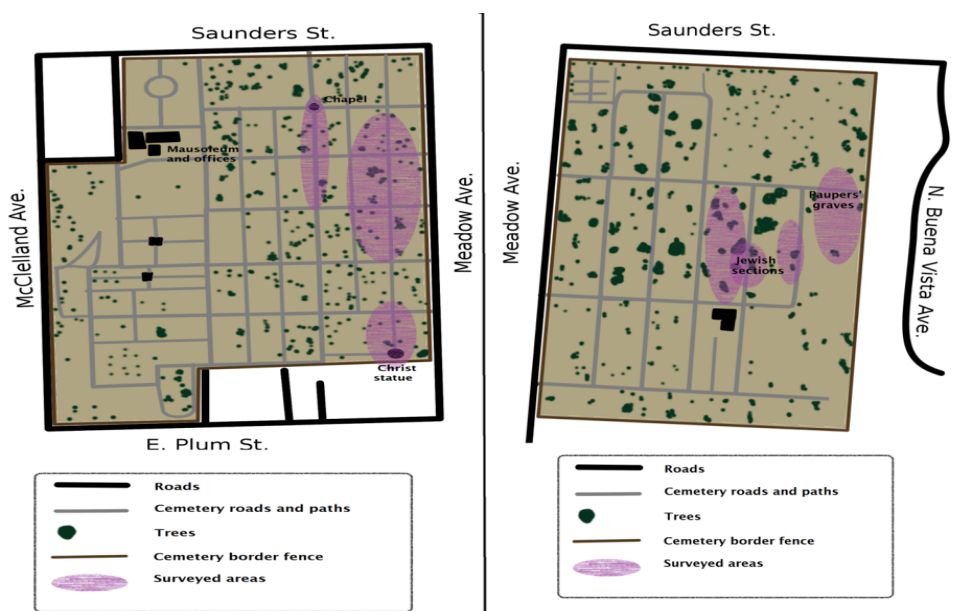 Saunders St.
Chapel
Mausoleum
and offices
McClelland Ave.
Meadow Ave.
Christ
statue
E. Plum St.
Roads
Cemetery roads and paths
Trees
Cemetery border fence
Surveyed areas
Saunders St.
Meadow Ave.
Paupers'
graves
N. Buena Vista Ave.
Jewish
sections
Roads
Cemetery roads and paths
Trees
Cemetery border fence
Surveyed areas